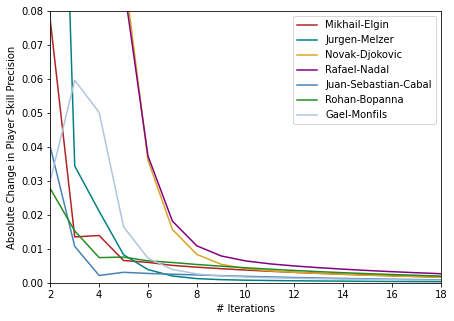 0.08
0.07
0.06
0.05
0.04
0.03
0.02
0.01
0.00
Absolute Change in Player Skill Precision
2 4 6 8 10 12 14 16 18
# Iterations
Mikhail-Elgin
Jurgen-Melzer
Novak-Djokovic
Rafael-Nadal
Juan-Sebastian-Cabal
Rohan-Bopanna
Gael-Monfils